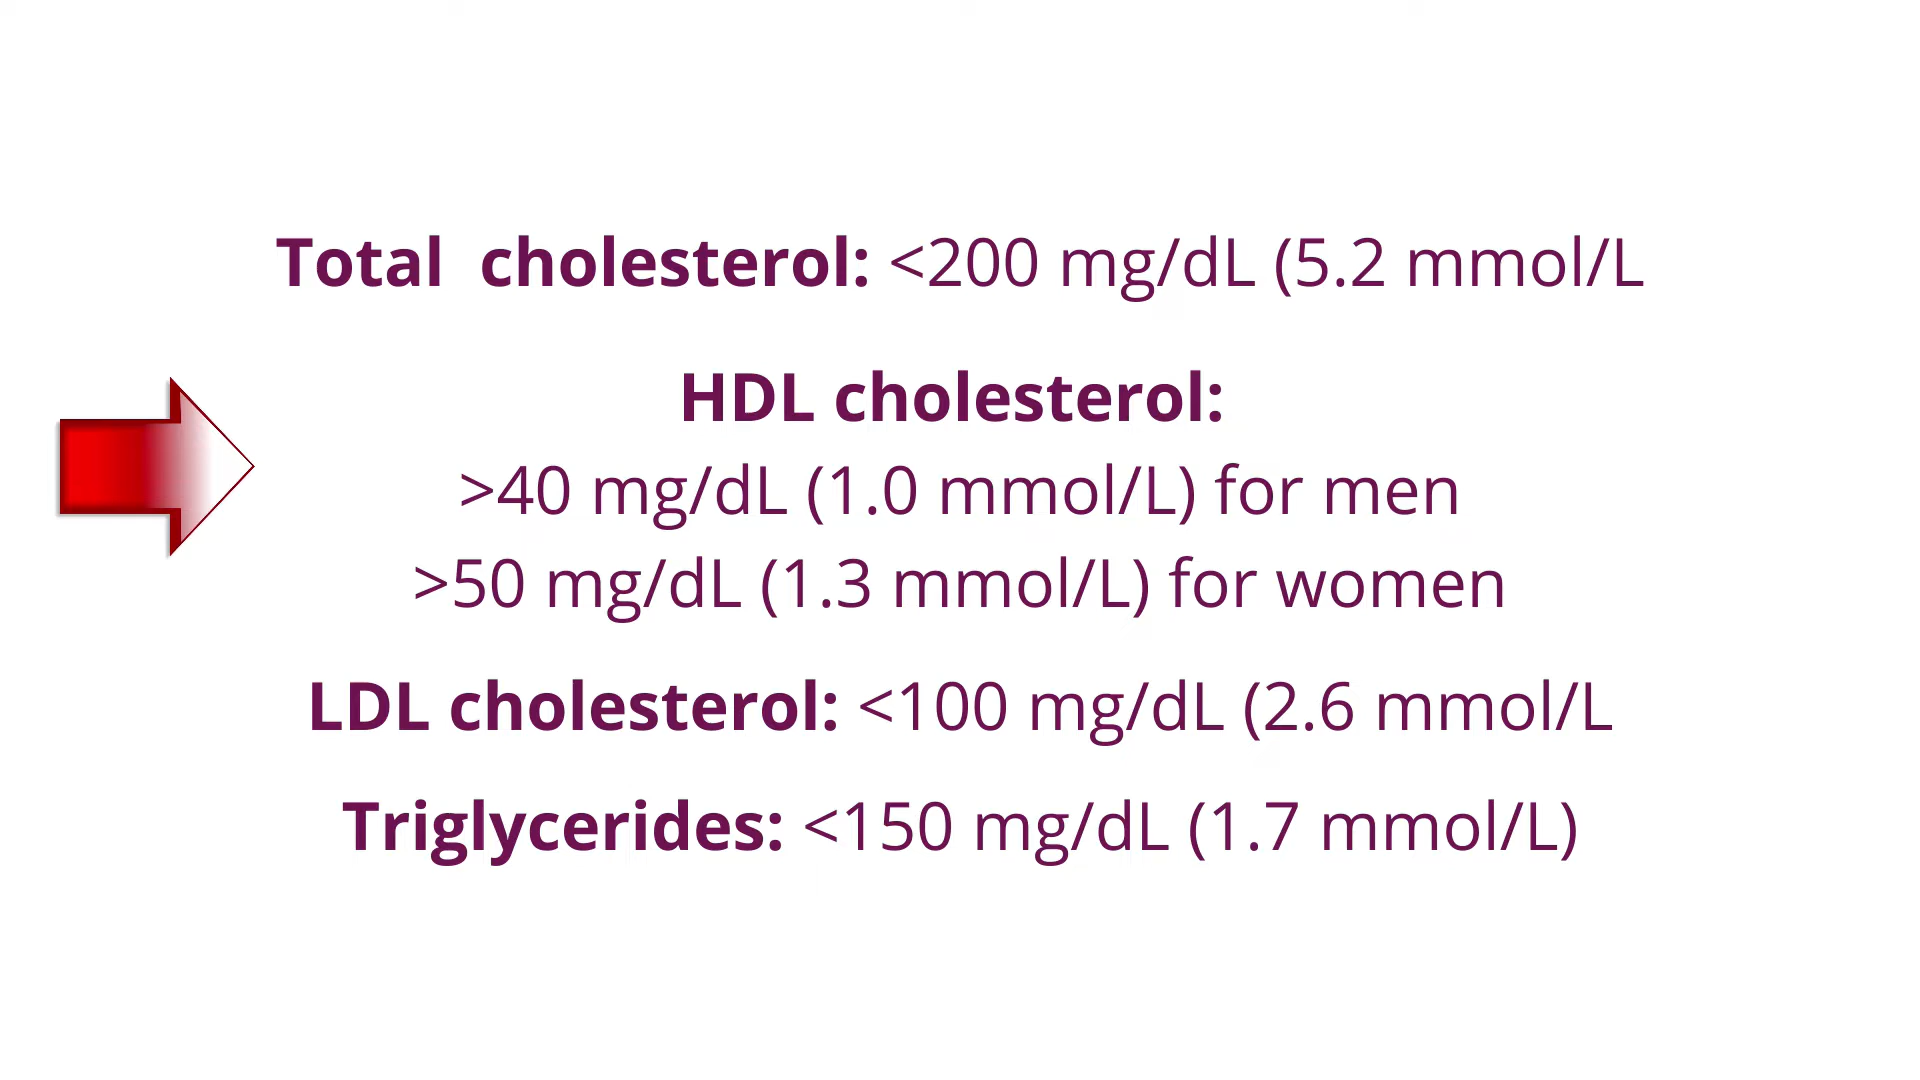 Total  cholesterol: <200 mg/dL (5.2 mmol/L
HDL cholesterol:
>40 mg/dL (1.0 mmol/L) for men
>50 mg/dL (1.3 mmol/L) for women
LDL cholesterol: <100 mg/dL (2.6 mmol/L
Triglycerides: <150 mg/dL (1.7 mmol/L)